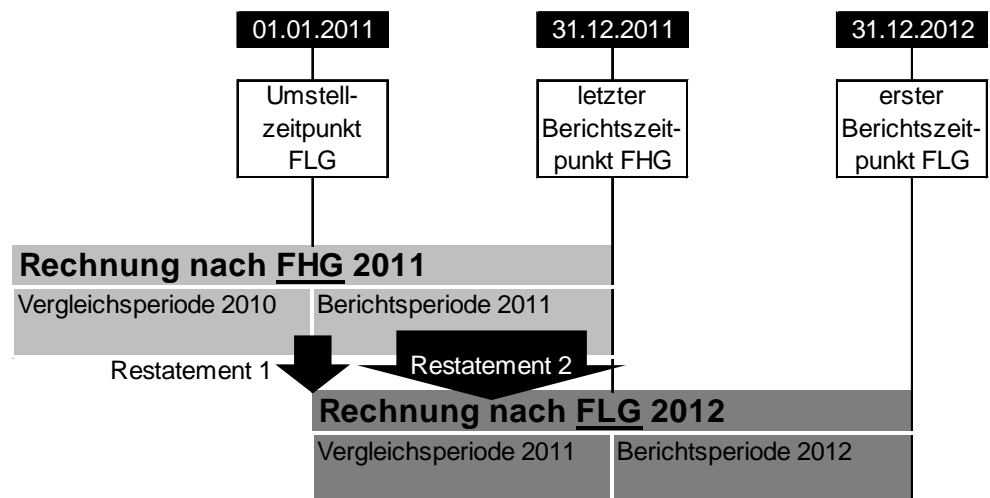 01.01.2011
31.12.2011
31.12.2012
Umstell-
zeitpunkt
FLG
letzter
Berichtszeit-
punkt FHG
erster
Berichtszeit-
punkt FLG
Rechnung nach FHG 2011
Vergleichsperiode 2010
Berichtsperiode 2011
Restatement 1
Restatement 2
Rechnung nach FLG 2012
Vergleichsperiode 2011
Berichtsperiode 2012